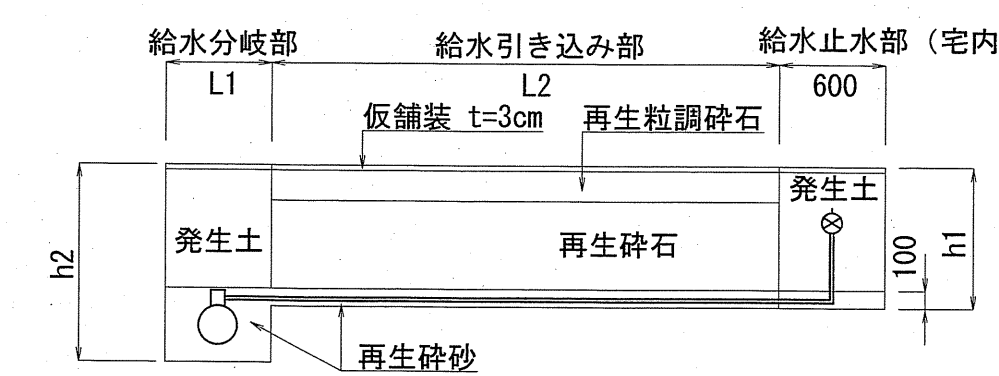 給水分岐部
給水引き込み部
給水止水部（宅内
L1
L2
600
仮舗装 t=3cm
再生粒調砕石
発生土
発生土
再生砕石
h2
100
h1
再生砕砂